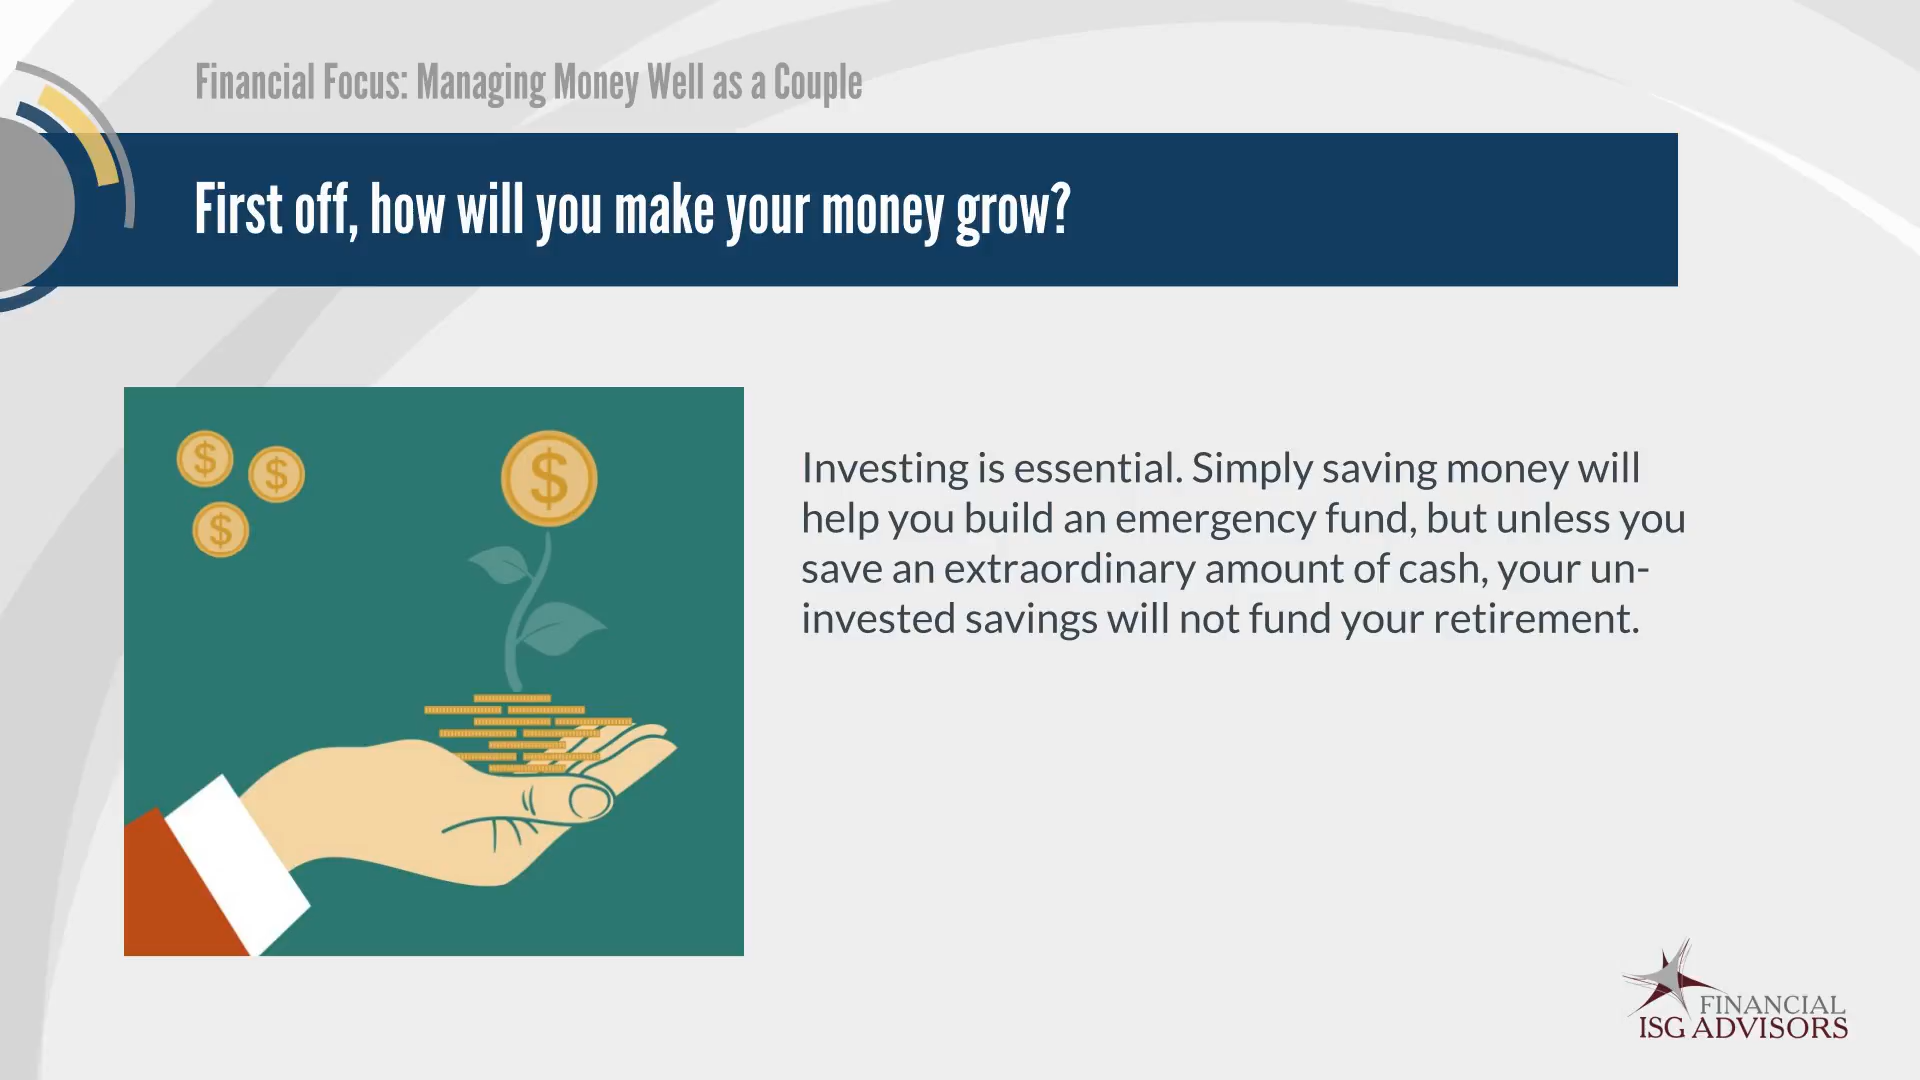 Financial Focus: Managing Money Well as a Couple
First off, how will you make your money grow?
$
$
$
$
Investing is essential. Simply saving money will
help you build an emergency fund, but unless you
save an extraordinary amount of cash, your un-
invested savings will not fund your retirement.
FINANCIAL
ISG ADVISORS